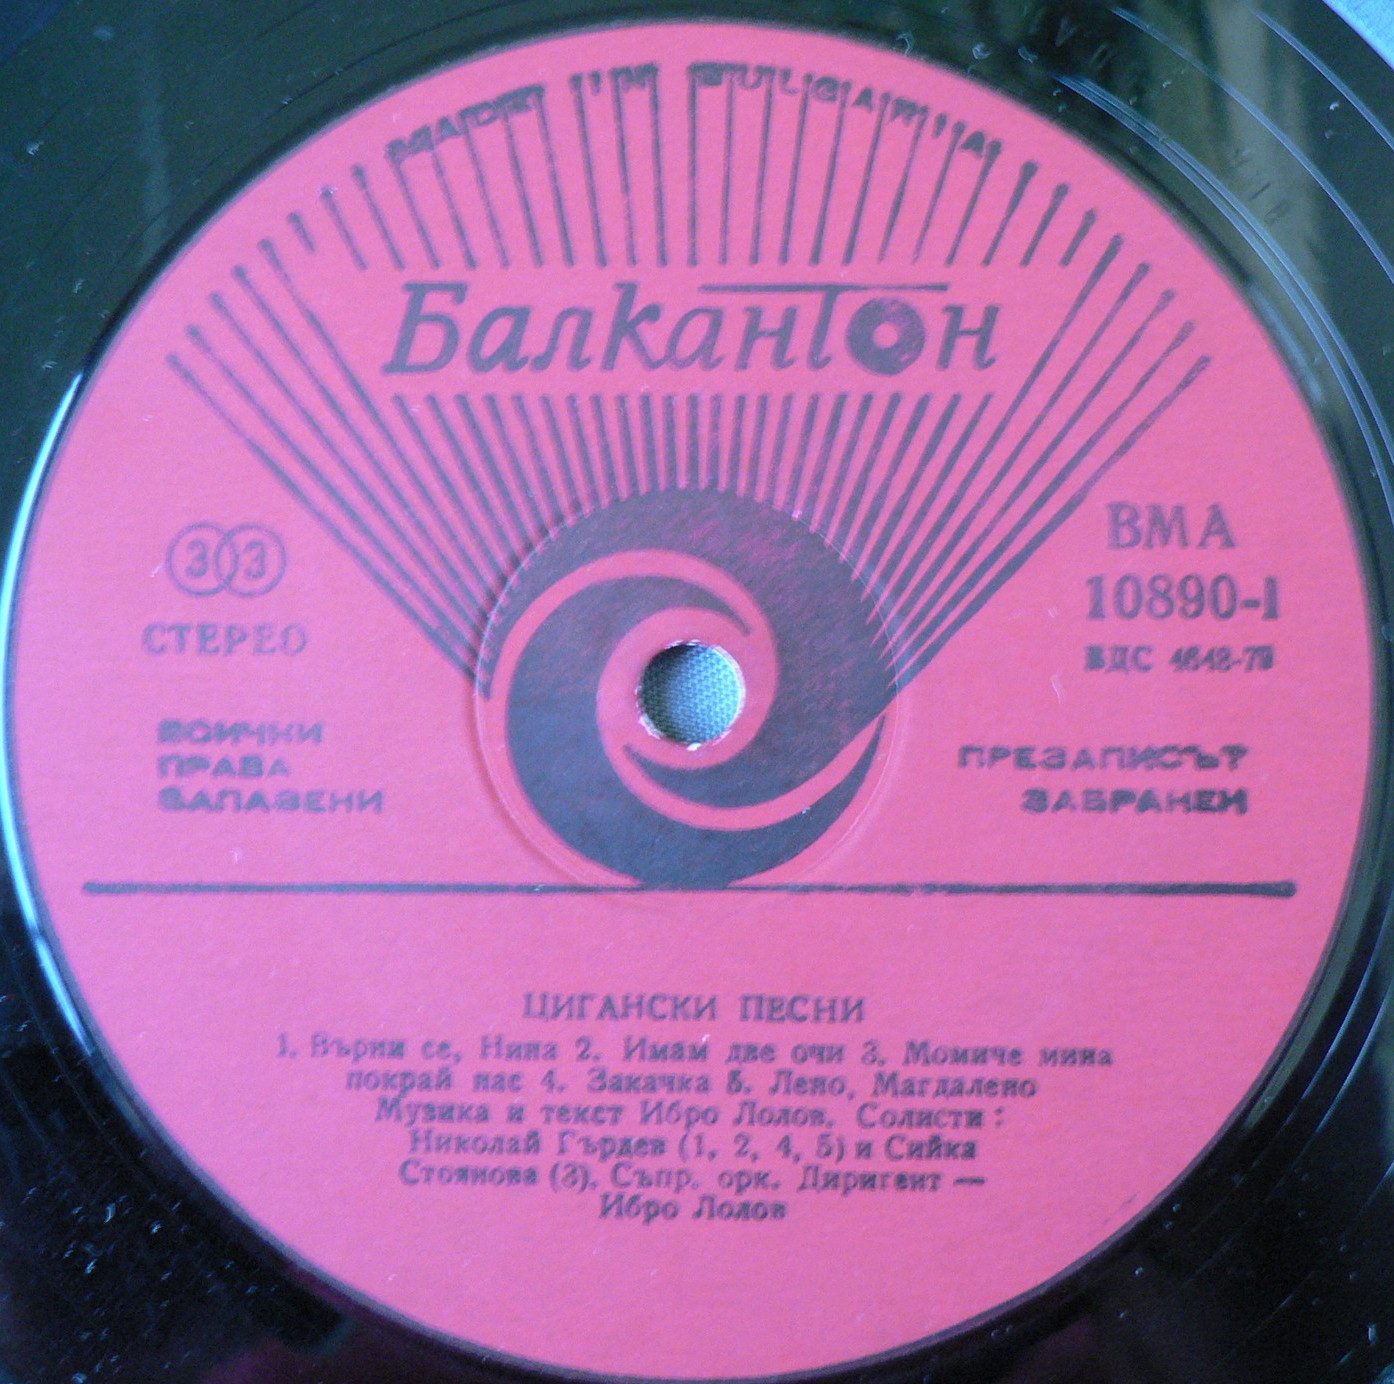 MADE IN BULGARIA
Балкантон
33
СТЕРЕО
ВМА
10890-1
БДС 4643-79
ВСИЧКИ
ПРАВА
ЗАПАЗЕНИ
ПРЕЗАПИСЪТ
ЗАБРАНЕН
ЦИГАНСКИ ПЕСНИ
1. Върни се, Нина 2. Имам две очи 3. Момиче мина
покрай нас 4. Закачка 5. Лено, Магдалено
Музика и текст Ибро Лолов. Солисти :
Николай Гърдев (1, 2, 4, 5) и Сийка
Стоянова (3). Съпр. орк. Диригент —
Ибро Лолов